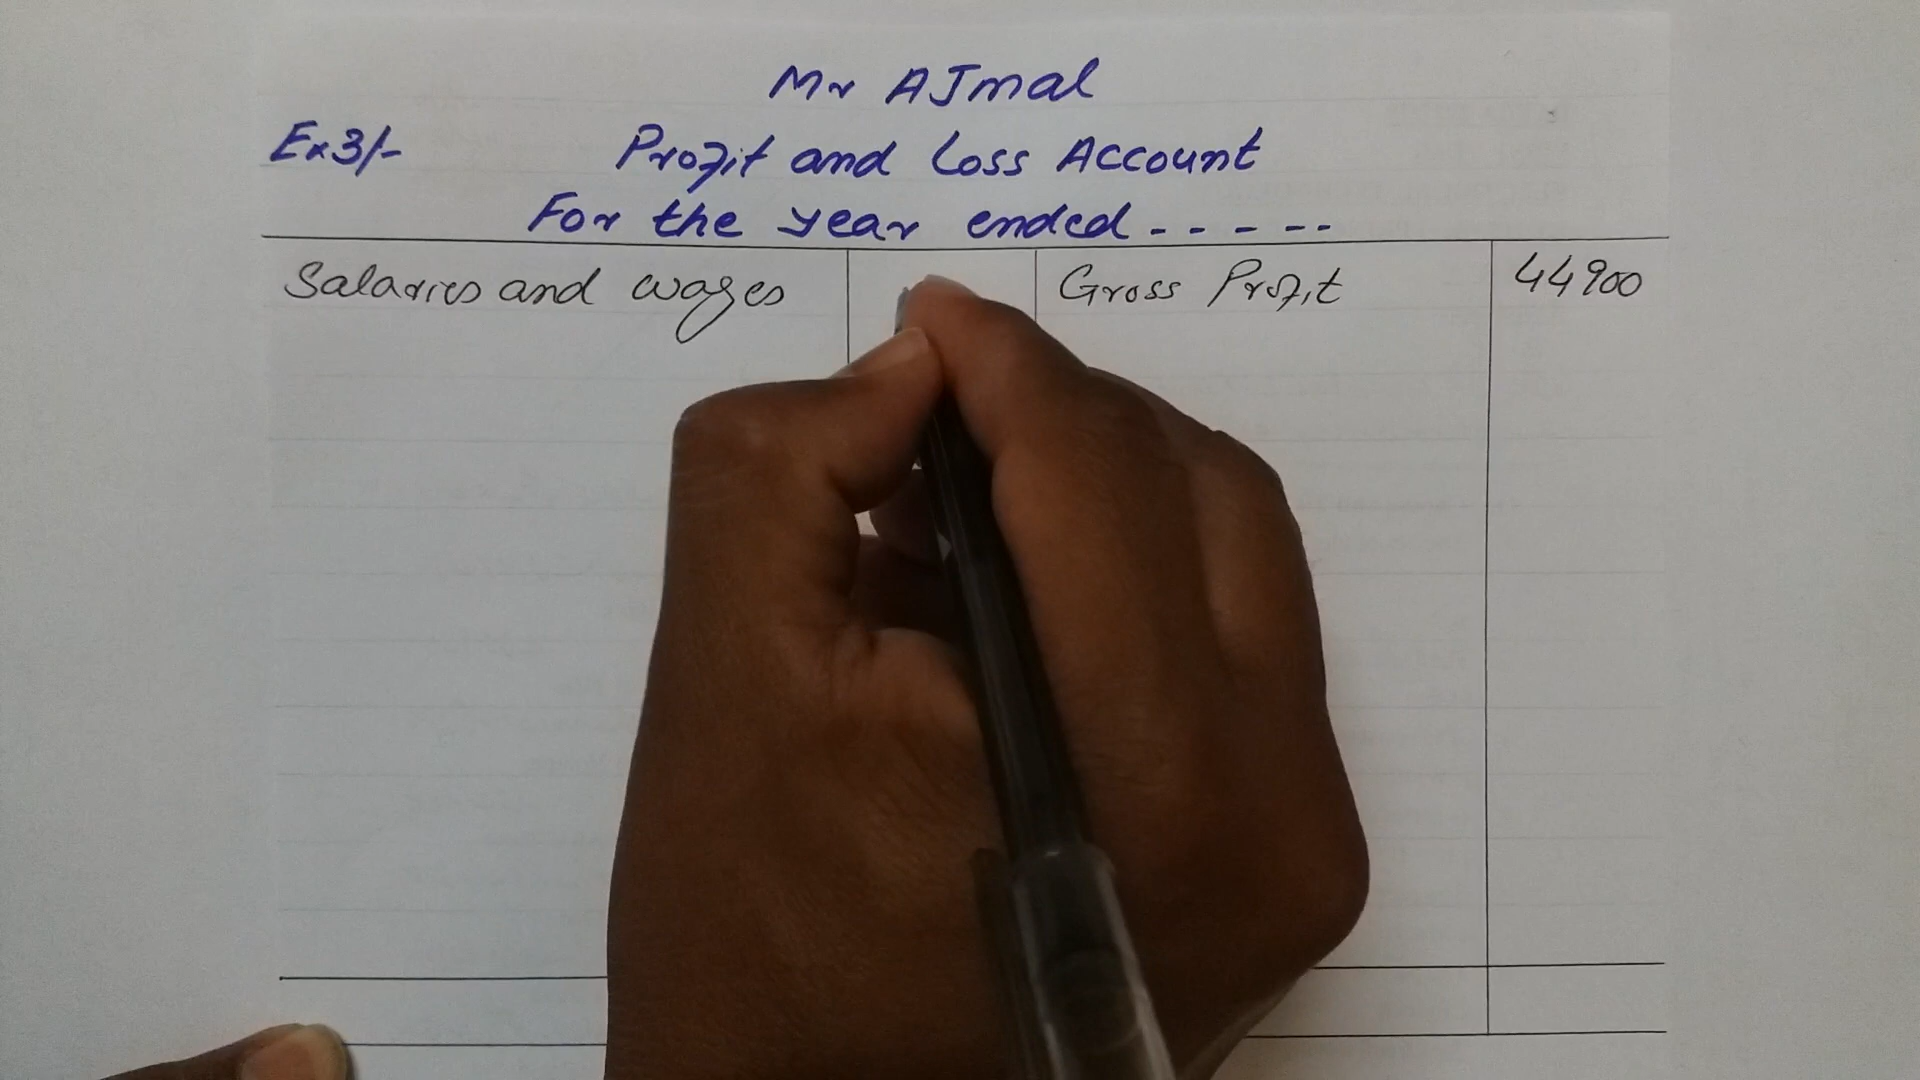 Mr AJmal
Ex3/- Profit and Loss Account
For the year ended - - - - -
Salaries and wages Gross Profit 44900